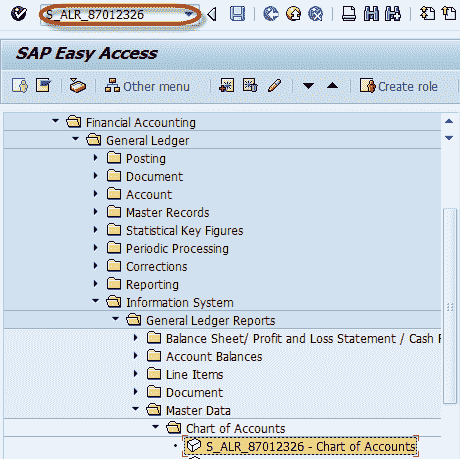 S_ALR_87012326
SAP Easy Access
Other menu
Create role
Financial Accounting
General Ledger
Posting
Document
Account
Master Records
Statistical Key Figures
Periodic Processing
Corrections
Reporting
Information System
General Ledger Reports
Balance Sheet/ Profit and Loss Statement / Cash F
Account Balances
Line Items
Document
Master Data
Chart of Accounts
S_ALR_87012326 - Chart of Accounts